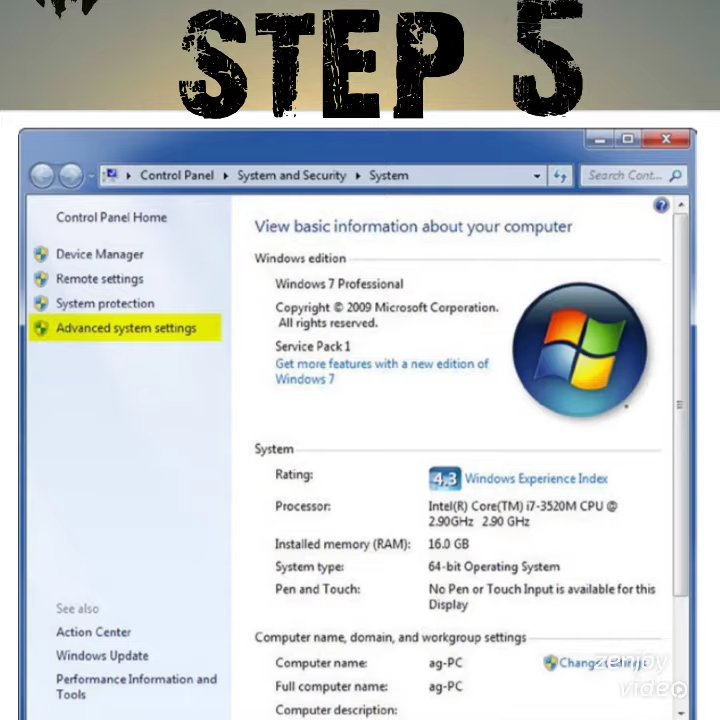 STEP 5
Control Panel
System and Security
System
Search Cont...
Control Panel Home
Device Manager
Remote settings
System protection
Advanced system settings
View basic information about your computer
Windows edition
Windows 7 Professional
Copyright © 2009 Microsoft Corporation.
All rights reserved.
Service Pack 1
Get more features with a new edition of
Windows 7
System
Rating:
4,3 Windows Experience Index
Processor:
Intel(R) Core(TM) i7-3520M CPU @
2.90GHz 2.90 GHz
Installed memory (RAM):
16.0 GB
System type:
64-bit Operating System
Pen and Touch:
No Pen or Touch Input is available for this
Display
Computer name, domain, and workgroup settings
Computer name:
ag-PC
Full computer name:
ag-PC
Computer description:
See also
Action Center
Windows Update
Performance Information and
Tools
video